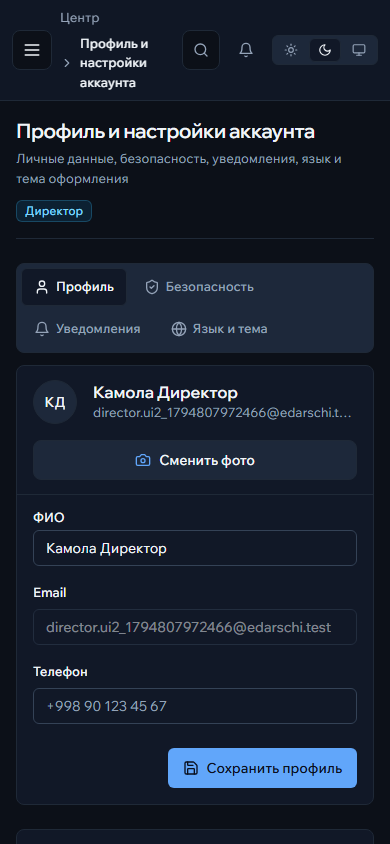 Центр
Профиль и
настройки
аккаунта
Профиль и настройки аккаунта
Личные данные, безопасность, уведомления, язык и
тема оформления
Директор
Профиль
Безопасность
Уведомления
Язык и тема
КД
Камола Директор
director.ui2_1794807972466@edarschi.t...
Сменить фото
ФИО
Камола Директор
Email
director.ui2_1794807972466@edarschi.test
Телефон
+998 90 123 45 67
Сохранить профиль